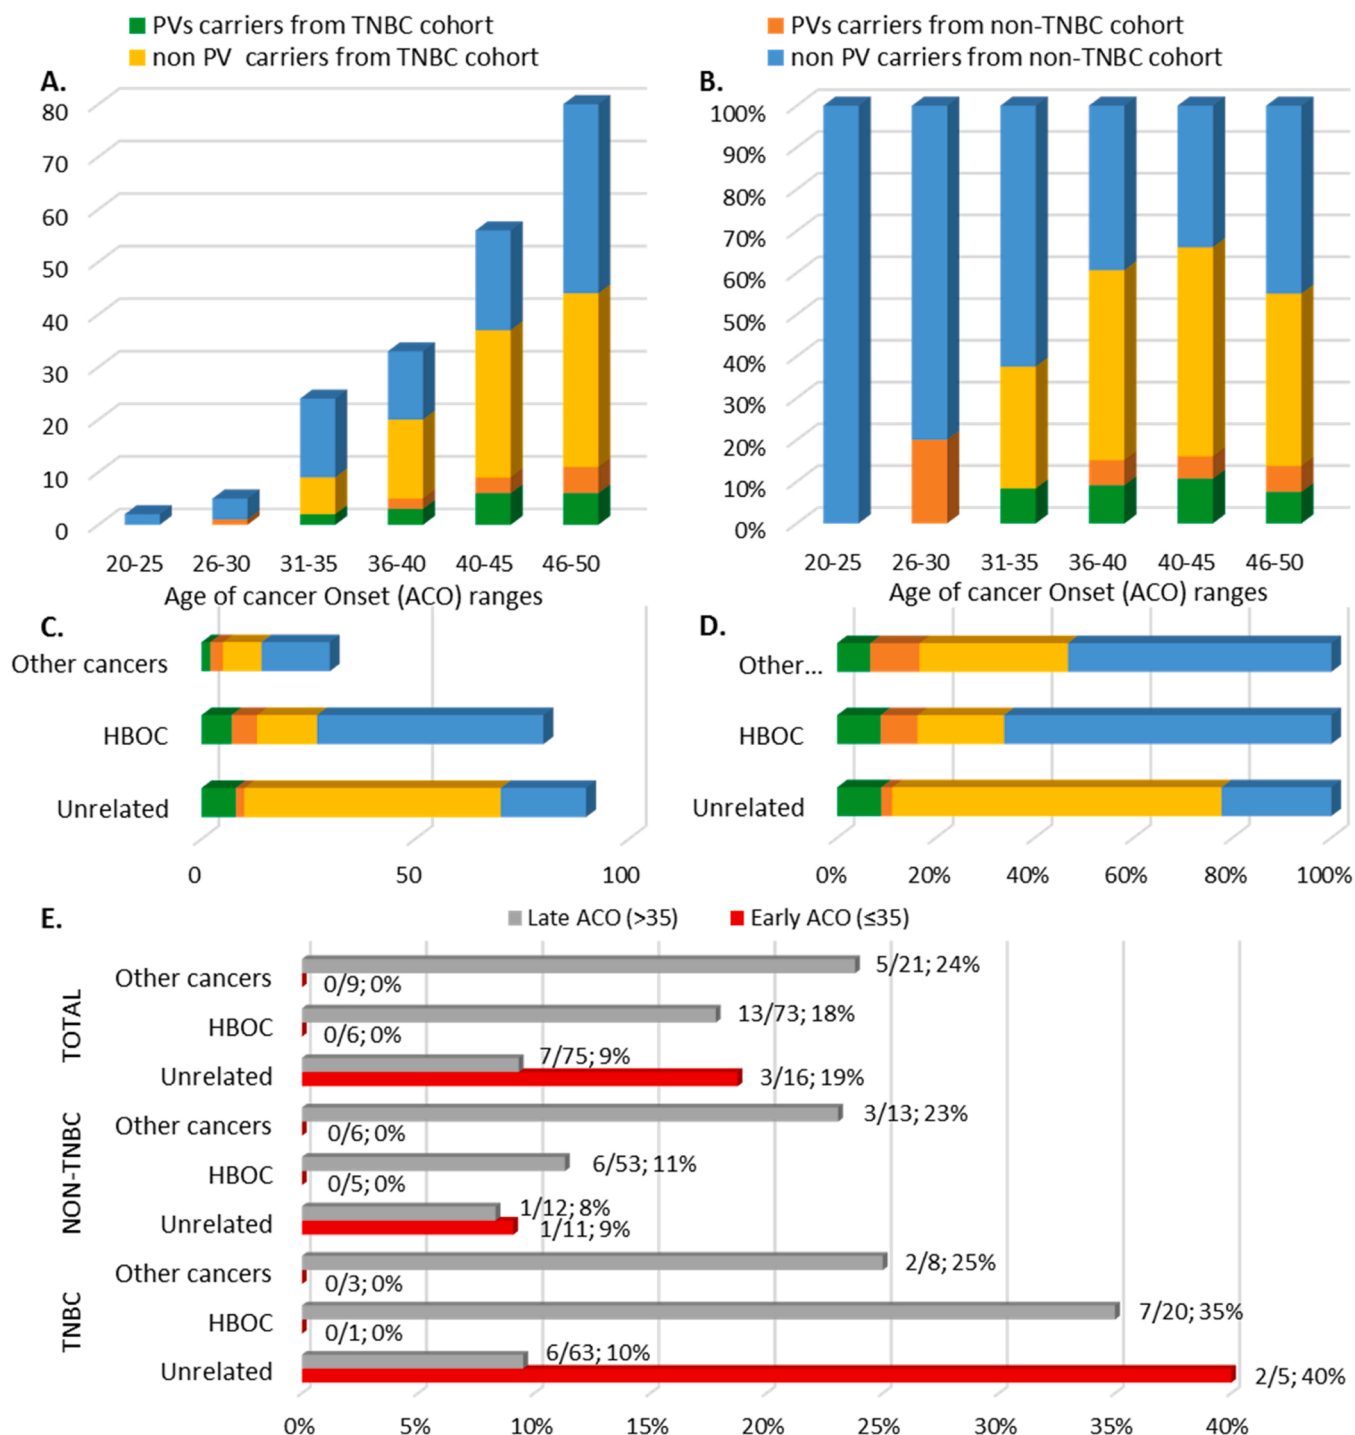 PVs carriers from TNBC cohort
non PV carriers from TNBC cohort
PVs carriers from non-TNBC cohort
non PV carriers from non-TNBC cohort
A.
80
70
60
50
40
30
20
10
0
20-25 26-30 31-35 36-40 40-45 46-50
Age of cancer Onset (ACO) ranges
B.
100%
90%
80%
70%
60%
50%
40%
30%
20%
10%
0%
20-25 26-30 31-35 36-40 40-45 46-50
Age of cancer Onset (ACO) ranges
C.
Other cancers
HBOC
Unrelated
0 50 100
D.
Other...
HBOC
Unrelated
0% 20% 40% 60% 80% 100%
E.
Late ACO (>35) Early ACO (≤35)
TOTAL
Other cancers
5/21; 24%
0/9; 0%
HBOC
13/73; 18%
0/6; 0%
Unrelated
7/75; 9%
3/16; 19%
NON-TNBC
Other cancers
3/13; 23%
0/6; 0%
HBOC
6/53; 11%
0/5; 0%
Unrelated
1/12; 8%
1/11; 9%
TNBC
Other cancers
2/8; 25%
0/3; 0%
HBOC
7/20; 35%
0/1; 0%
Unrelated
6/63; 10%
2/5; 40%
0% 5% 10% 15% 20% 25% 30% 35% 40%